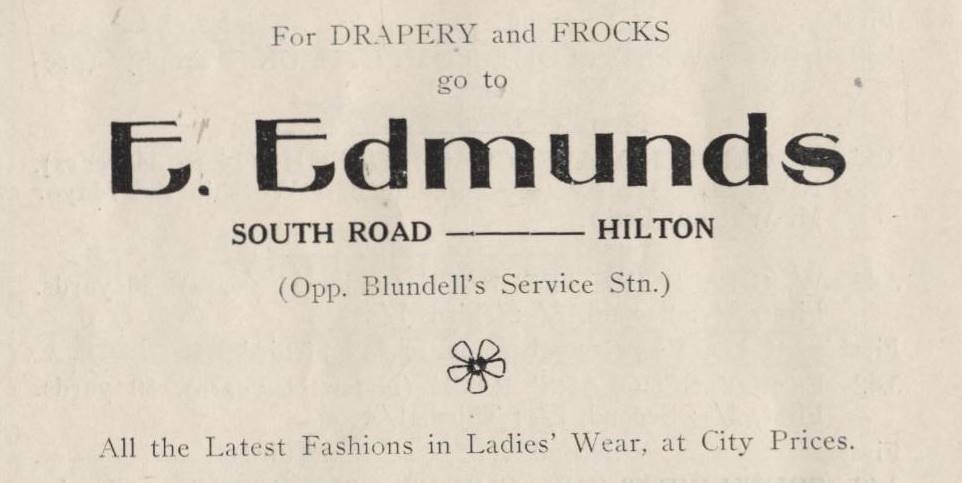 For DRAPERY and FROCKS
go to
E. Edmunds
SOUTH ROAD ——— HILTON
(Opp. Blundell's Service Stn.)
All the Latest Fashions in Ladies' Wear, at City Prices.